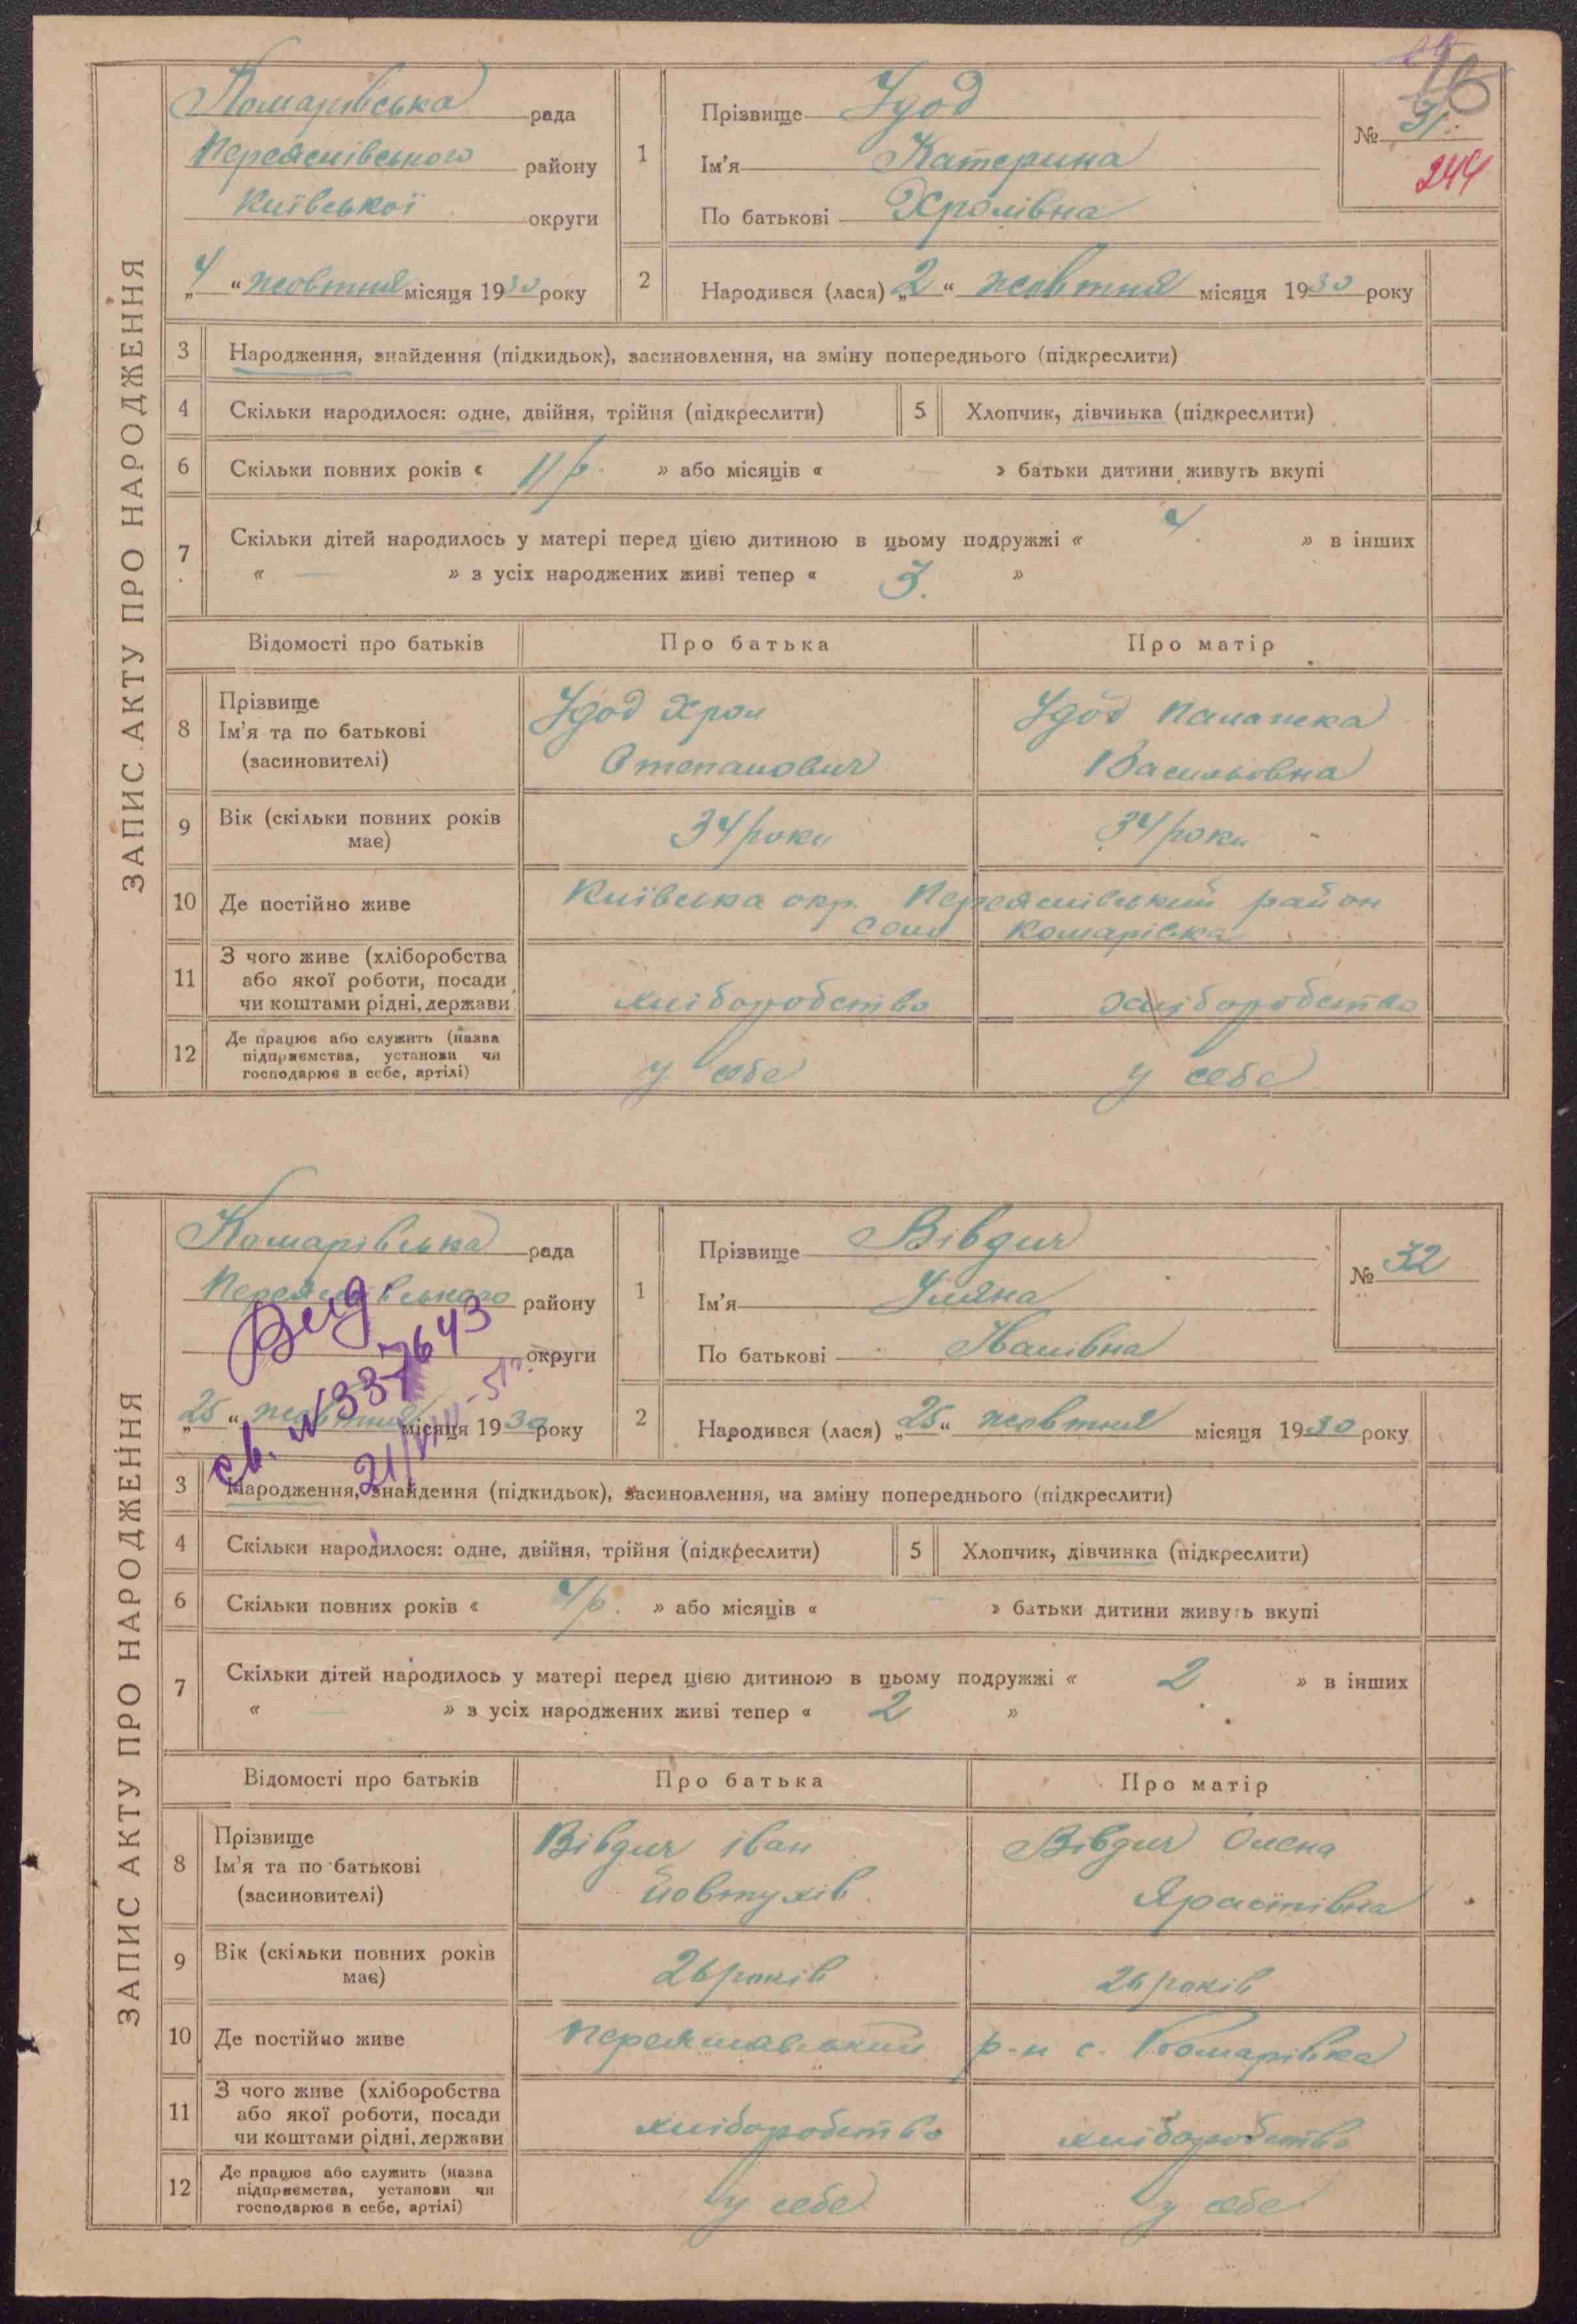 ЗАПИС АКТУ ПРО НАРОДЖЕННЯ
Комарівська рада
Переяслівського району
Київської округи
„4“ жовтня місяця 1930 року
1
Прізвище Удод
Ім’я Катерина
По батькові Хролівна
№ 31.
244
2
Народився (лася) „2“ жовтня місяця 1930 року
3 Народження, знайдення (підкидьок), засиновлення, на зміну попереднього (підкреслити)
4 Скільки народилося: одне, двійня, трійня (підкреслити) 5 Хлопчик, дівчинка (підкреслити)
6 Скільки повних років « 11 р. » або місяців « — » батьки дитини живуть вкупі
7 Скільки дітей народилось у матері перед цією дитиною в цьому подружжі « 4. » в інших
« — » з усіх народжених живі тепер « 3. »
Відомості про батьків Про батька Про матір
8 Прізвище Ім’я та по батькові (засиновителі)
Удод Хрол Степанович
Удод Палашка Васильовна
9 Вік (скільки повних років має) 34 роки 34 роки
10 Де постійно живе Київська окр. Переяслівський район
село Комарівка
11 З чого живе (хліборобства або якої роботи, посади чи коштами рідні, держави
хліборобство хліборобство
12 Де працює або служить (назва підприємства, установи чи господарює в себе, артілі)
у себе у себе
ЗАПИС АКТУ ПРО НАРОДЖЕННЯ
Комарівська рада
Переяслівського району
округи
„25“ жовтня місяця 1930 року
св. №337643
1
Прізвище Вівдич
Ім’я Уляна
По батькові Іванівна
№ 32
2
Народився (лася) „25“ жовтня місяця 1930 року
3 Народження, знайдення (підкидьок), засиновлення, на зміну попереднього (підкреслити)
4 Скільки народилося: одне, двійня, трійня (підкреслити) 5 Хлопчик, дівчинка (підкреслити)
6 Скільки повних років « 4 р. » або місяців « — » батьки дитини живуть вкупі
7 Скільки дітей народилось у матері перед цією дитиною в цьому подружжі « 2 » в інших
« — » з усіх народжених живі тепер « 2 »
Відомості про батьків Про батька Про матір
8 Прізвище Ім’я та по батькові (засиновителі)
Вівдич Іван Йовтухів
Вівдич Олена
9 Вік (скільки повних років має) 26 років 26 років
10 Де постійно живе Переяславський р-н с. Комарівка
11 З чого живе (хліборобства або якої роботи, посади чи коштами рідні, держави
хліборобство хліборобство
12 Де працює або служить (назва підприємства, установи чи господарює в себе, артілі)
у себе у себе